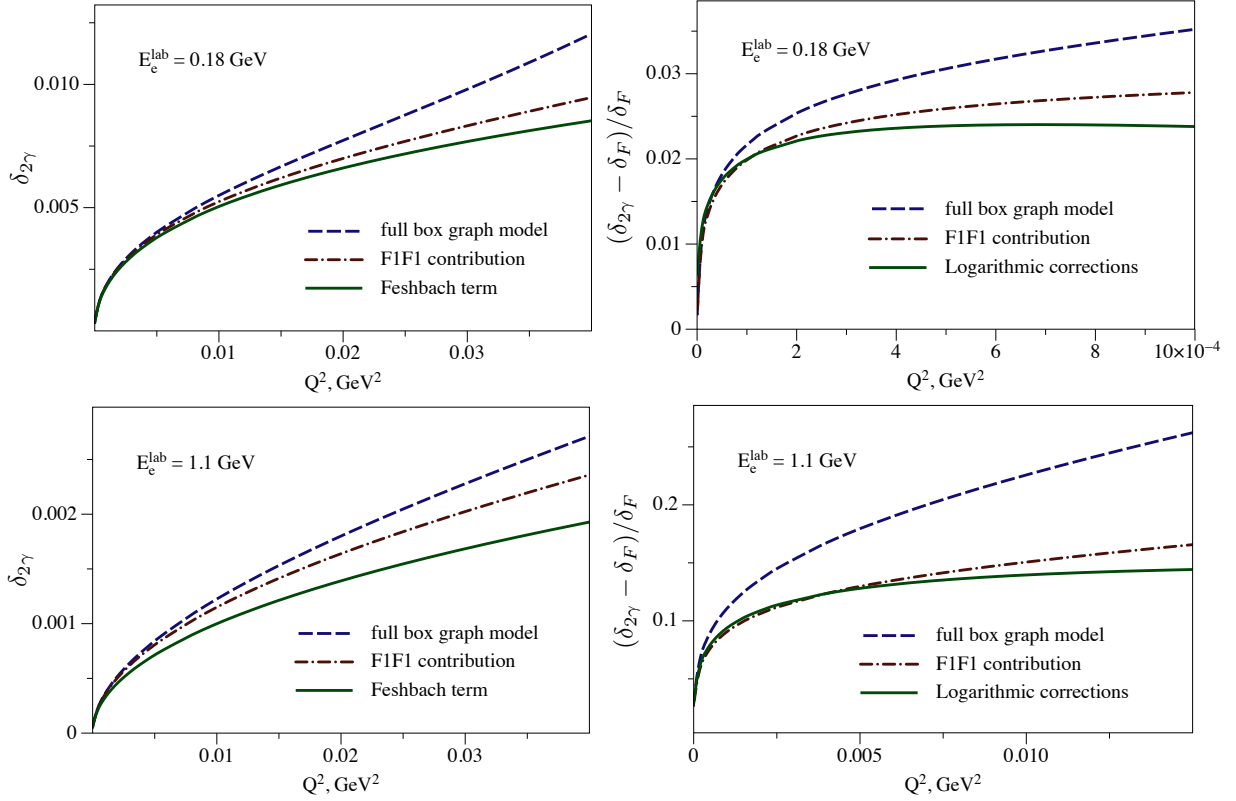 E_e^lab = 0.18 GeV
δ_2γ
0.010
0.005
full box graph model
F1F1 contribution
Feshbach term
0.01 0.02 0.03
Q², GeV²
E_e^lab = 0.18 GeV
(δ_2γ − δ_F)/δ_F
0.03
0.02
0.01
0
full box graph model
F1F1 contribution
Logarithmic corrections
0 2 4 6 8 10×10⁻⁴
Q², GeV²
E_e^lab = 1.1 GeV
δ_2γ
0.002
0.001
0
full box graph model
F1F1 contribution
Feshbach term
0.01 0.02 0.03
Q², GeV²
E_e^lab = 1.1 GeV
(δ_2γ − δ_F)/δ_F
0.2
0.1
full box graph model
F1F1 contribution
Logarithmic corrections
0 0.005 0.010
Q², GeV²